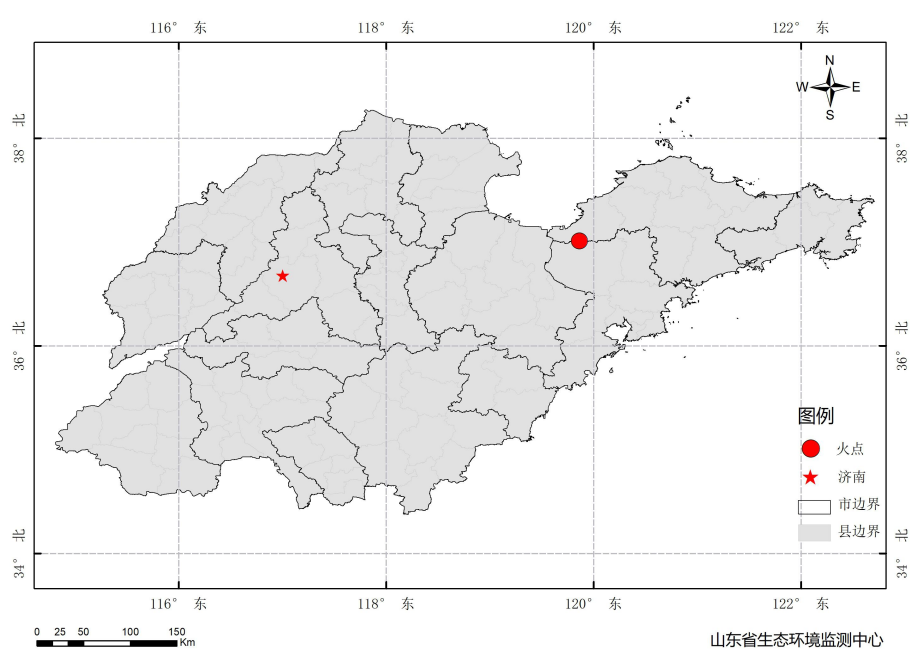 116° 东
118° 东
120° 东
122° 东
N
W
E
S
38° 北
38° 北
36° 北
36° 北
34° 北
34° 北
图例
火点
济南
市边界
县边界
116° 东
118° 东
120° 东
122° 东
0 25 50 100 150
Km
山东省生态环境监测中心